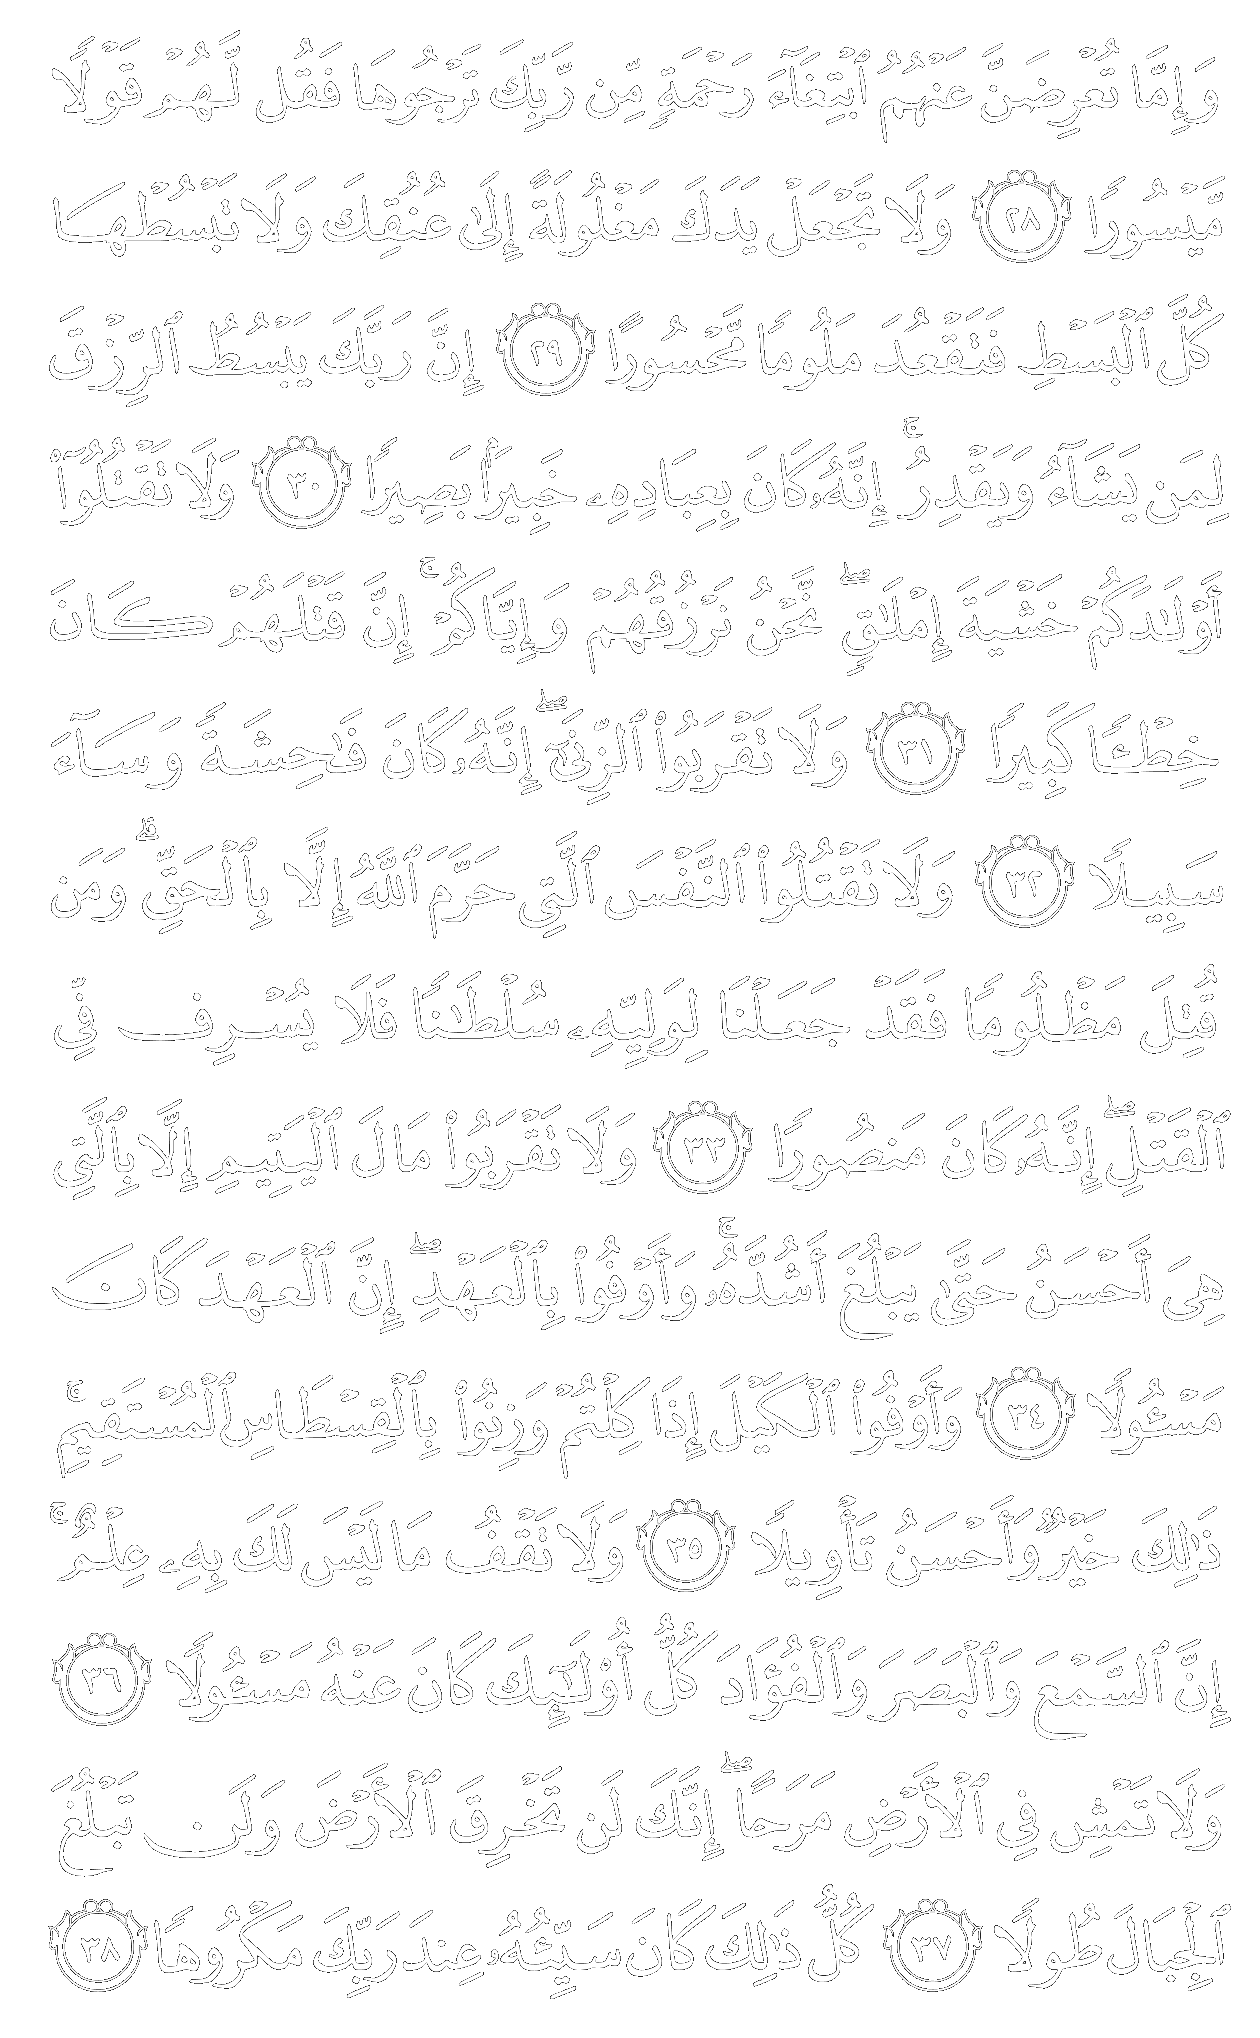 وَإِمَّا تُعْرِضَنَّ عَنْهُمُ ٱبْتِغَآءَ رَحْمَةٍ مِّن رَّبِّكَ تَرْجُوهَا فَقُل لَّهُمْ قَوْلًا
مَّيْسُورًا ٢٨ وَلَا تَجْعَلْ يَدَكَ مَغْلُولَةً إِلَىٰ عُنُقِكَ وَلَا تَبْسُطْهَا
كُلَّ ٱلْبَسْطِ فَتَقْعُدَ مَلُومًا مَّحْسُورًا ٢٩ إِنَّ رَبَّكَ يَبْسُطُ ٱلرِّزْقَ
لِمَن يَشَآءُ وَيَقْدِرُ ۚ إِنَّهُۥ كَانَ بِعِبَادِهِۦ خَبِيرًۢا بَصِيرًا ٣٠ وَلَا تَقْتُلُوٓا۟
أَوْلَـٰدَكُمْ خَشْيَةَ إِمْلَـٰقٍ ۖ نَّحْنُ نَرْزُقُهُمْ وَإِيَّاكُمْ ۚ إِنَّ قَتْلَهُمْ كَانَ
خِطْـًٔا كَبِيرًا ٣١ وَلَا تَقْرَبُوا۟ ٱلزِّنَىٰٓ ۖ إِنَّهُۥ كَانَ فَـٰحِشَةً وَسَآءَ
سَبِيلًا ٣٢ وَلَا تَقْتُلُوا۟ ٱلنَّفْسَ ٱلَّتِى حَرَّمَ ٱللَّهُ إِلَّا بِٱلْحَقِّ ۗ وَمَن
قُتِلَ مَظْلُومًا فَقَدْ جَعَلْنَا لِوَلِيِّهِۦ سُلْطَـٰنًا فَلَا يُسْرِف فِّى
ٱلْقَتْلِ ۖ إِنَّهُۥ كَانَ مَنصُورًا ٣٣ وَلَا تَقْرَبُوا۟ مَالَ ٱلْيَتِيمِ إِلَّا بِٱلَّتِى
هِىَ أَحْسَنُ حَتَّىٰ يَبْلُغَ أَشُدَّهُۥ ۚ وَأَوْفُوا۟ بِٱلْعَهْدِ ۖ إِنَّ ٱلْعَهْدَ كَانَ
مَسْـُٔولًا ٣٤ وَأَوْفُوا۟ ٱلْكَيْلَ إِذَا كِلْتُمْ وَزِنُوا۟ بِٱلْقِسْطَاسِ ٱلْمُسْتَقِيمِ ۚ
ذَٰلِكَ خَيْرٌ وَأَحْسَنُ تَأْوِيلًا ٣٥ وَلَا تَقْفُ مَا لَيْسَ لَكَ بِهِۦ عِلْمٌ ۚ
إِنَّ ٱلسَّمْعَ وَٱلْبَصَرَ وَٱلْفُؤَادَ كُلُّ أُو۟لَـٰٓئِكَ كَانَ عَنْهُ مَسْـُٔولًا ٣٦
وَلَا تَمْشِ فِى ٱلْأَرْضِ مَرَحًا ۖ إِنَّكَ لَن تَخْرِقَ ٱلْأَرْضَ وَلَن تَبْلُغَ
ٱلْجِبَالَ طُولًا ٣٧ كُلُّ ذَٰلِكَ كَانَ سَيِّئُهُۥ عِندَ رَبِّكَ مَكْرُوهًا ٣٨